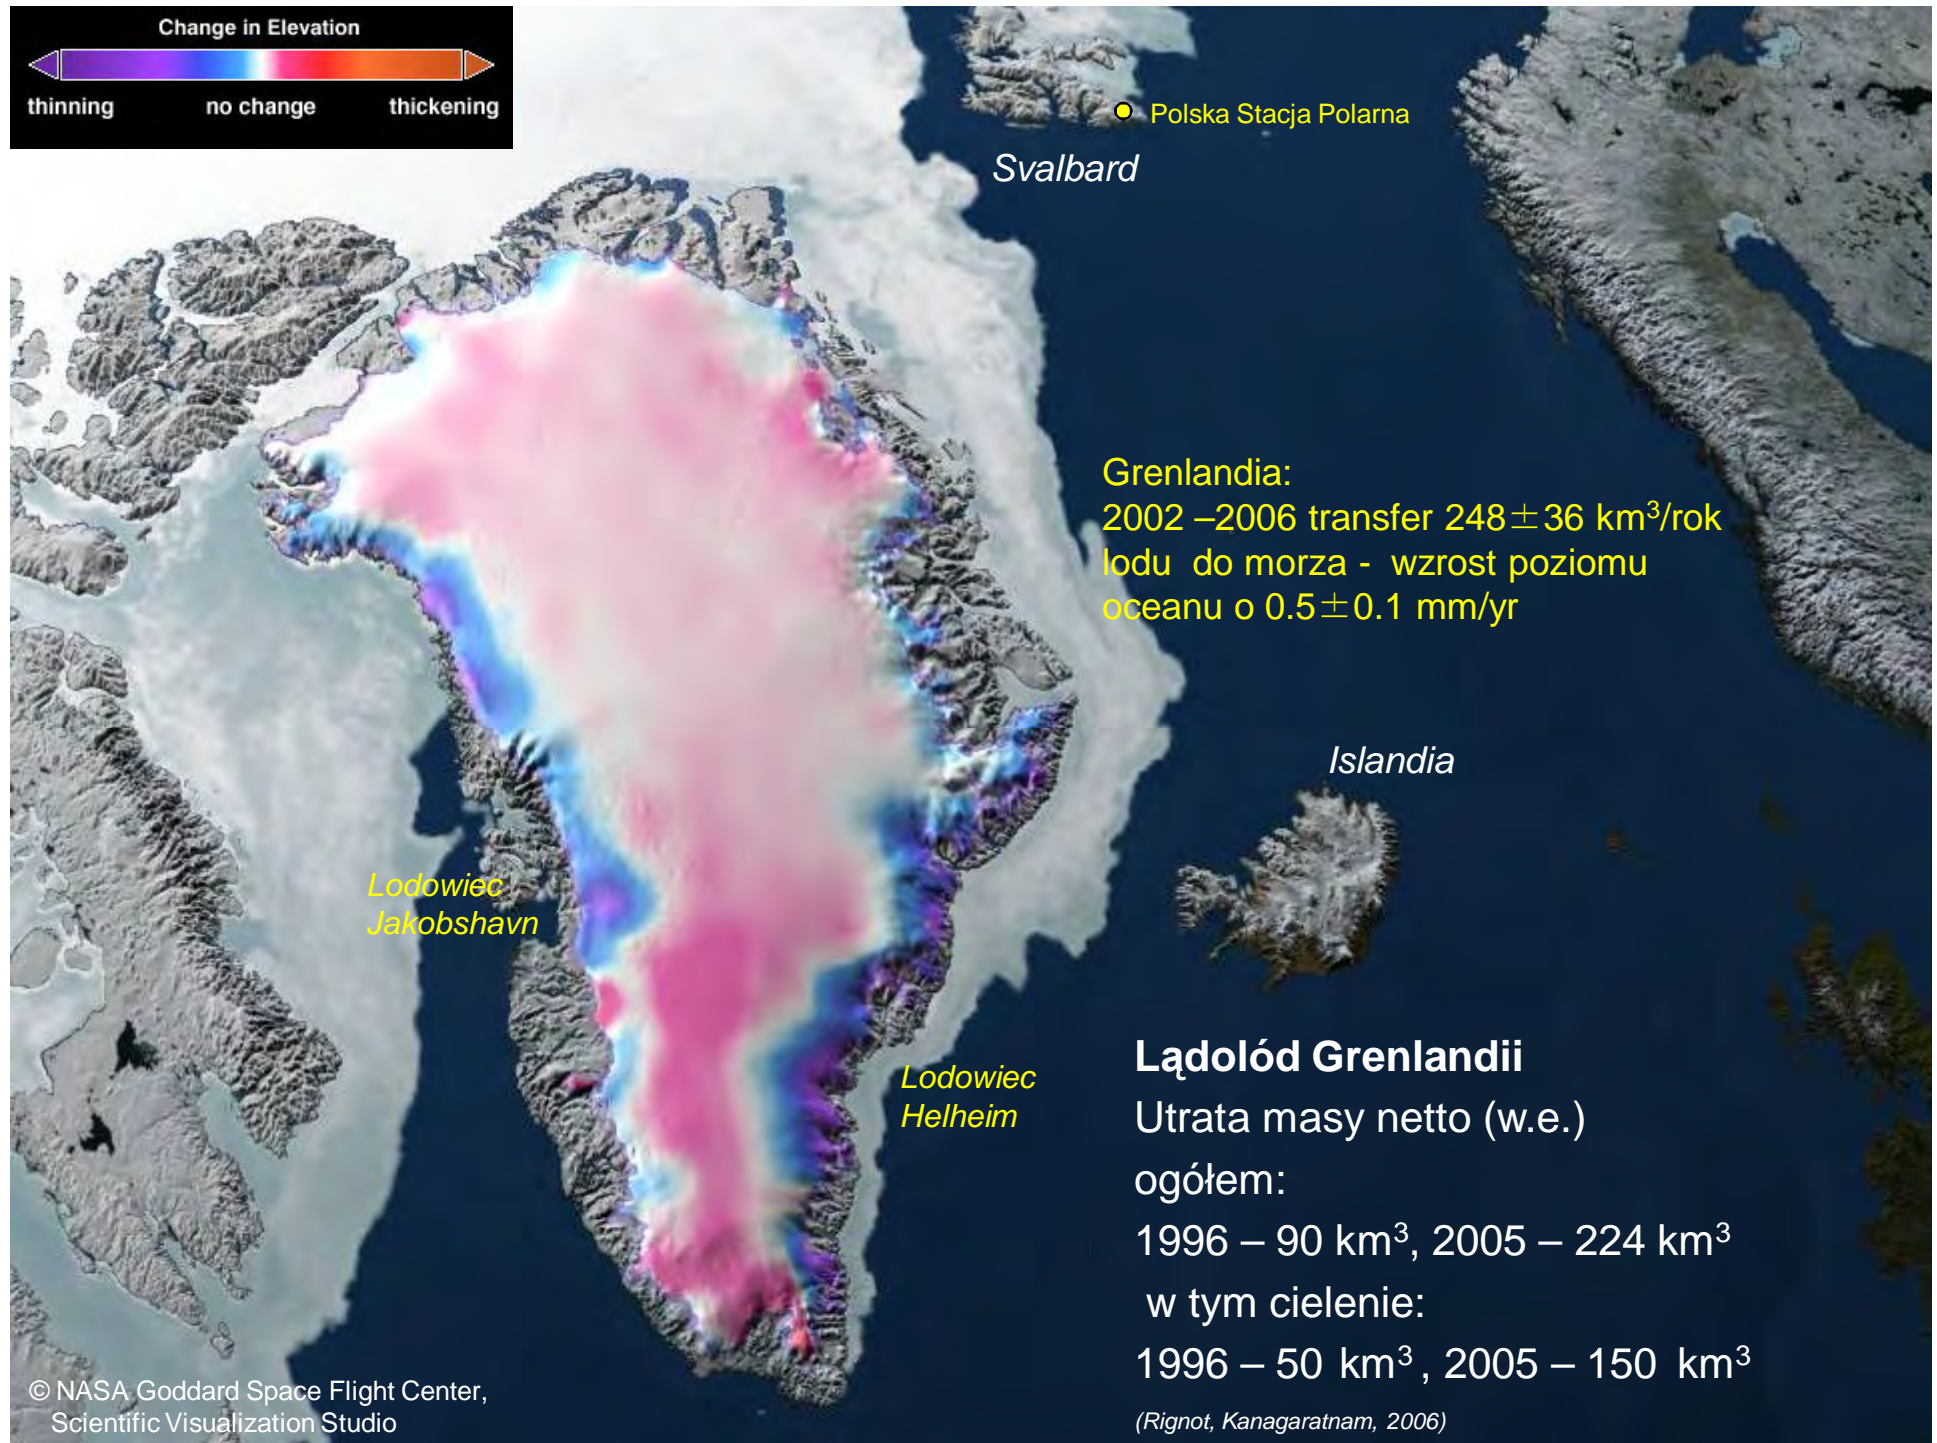 Change in Elevation
thinning no change thickening
Polska Stacja Polarna
Svalbard
Grenlandia:
2002 –2006 transfer 248±36 km³/rok
lodu do morza - wzrost poziomu
oceanu o 0.5±0.1 mm/yr
Islandia
Lodowiec
Jakobshavn
Lodowiec
Helheim
Lądolód Grenlandii
Utrata masy netto (w.e.)
ogółem:
1996 – 90 km³, 2005 – 224 km³
w tym cielenie:
1996 – 50 km³ , 2005 – 150 km³
(Rignot, Kanagaratnam, 2006)
© NASA Goddard Space Flight Center,
Scientific Visualization Studio